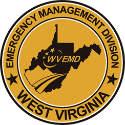 EMERGENCY MANAGEMENT DIVISION
WVEMD
WEST VIRGINIA